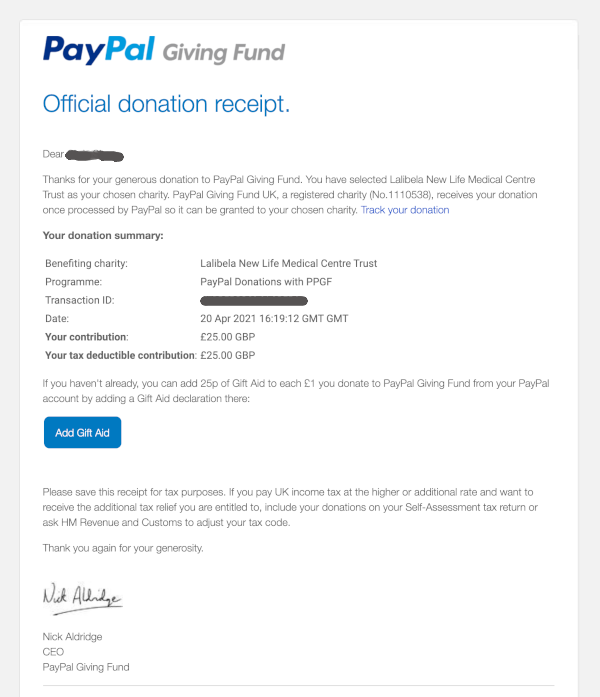 PayPal Giving Fund
Official donation receipt.
Dear
Thanks for your generous donation to PayPal Giving Fund. You have selected Lalibela New Life Medical Centre
Trust as your chosen charity. PayPal Giving Fund UK, a registered charity (No.1110538), receives your donation
once processed by PayPal so it can be granted to your chosen charity. Track your donation
Your donation summary:
Benefiting charity: Lalibela New Life Medical Centre Trust
Programme: PayPal Donations with PPGF
Transaction ID:
Date: 20 Apr 2021 16:19:12 GMT GMT
Your contribution: £25.00 GBP
Your tax deductible contribution: £25.00 GBP
If you haven't already, you can add 25p of Gift Aid to each £1 you donate to PayPal Giving Fund from your PayPal
account by adding a Gift Aid declaration there:
Add Gift Aid
Please save this receipt for tax purposes. If you pay UK income tax at the higher or additional rate and want to
receive the additional tax relief you are entitled to, include your donations on your Self-Assessment tax return or
ask HM Revenue and Customs to adjust your tax code.
Thank you again for your generosity.
Nick Aldridge
Nick Aldridge
CEO
PayPal Giving Fund